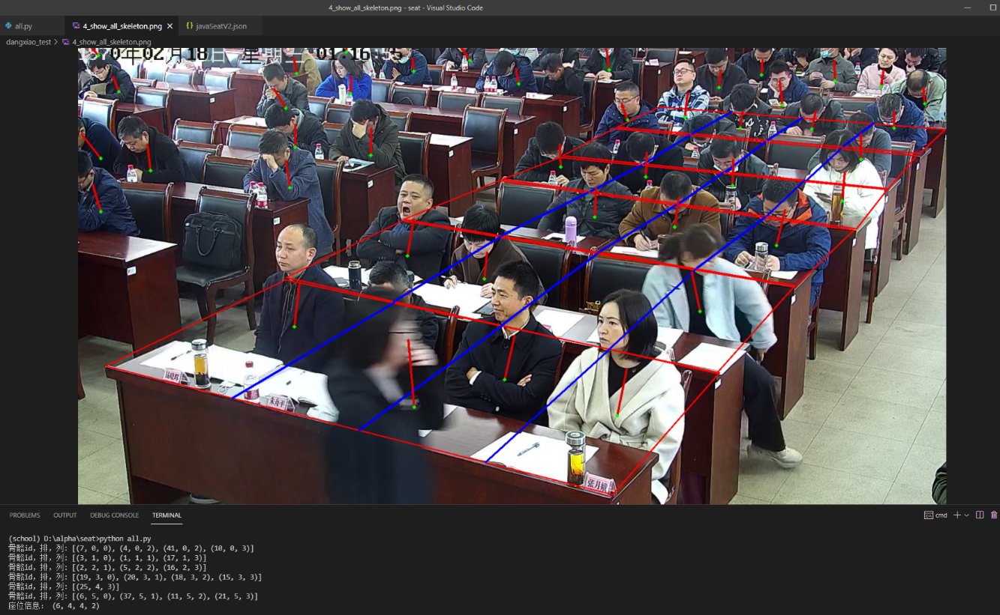 4_show_all_skeleton.png - seat - Visual Studio Code
all.py
4_show_all_skeleton.png
javaSeatV2.json
dangxiao_test > 4_show_all_skeleton.png
70年02月18日 星期三 01:16
朱舟平
张月娥
PROBLEMS OUTPUT DEBUG CONSOLE TERMINAL
cmd
(school) D:\alpha\seat>python all.py
骨骼id，排，列: [(7, 0, 0), (4, 0, 2), (41, 0, 2), (10, 0, 3)]
骨骼id，排，列: [(3, 1, 0), (1, 1, 1), (17, 1, 3)]
骨骼id，排，列: [(2, 2, 1), (5, 2, 2), (16, 2, 3)]
骨骼id，排，列: [(19, 3, 0), (20, 3, 1), (18, 3, 2), (15, 3, 3)]
骨骼id，排，列: [(25, 4, 3)]
骨骼id，排，列: [(6, 5, 0), (37, 5, 1), (11, 5, 2), (21, 5, 3)]
座位信息： (6, 4, 4, 2)